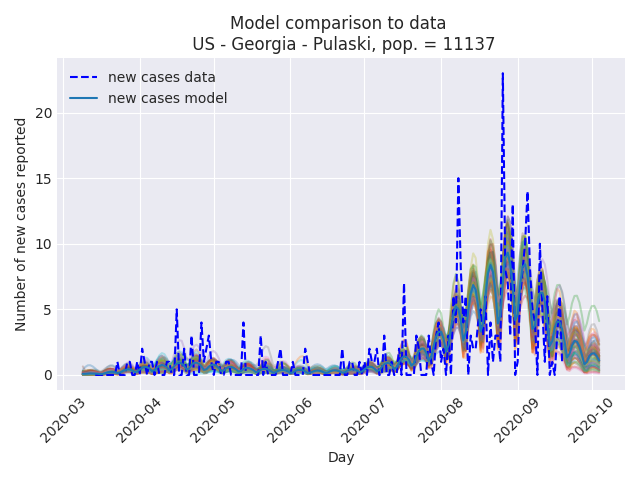 Model comparison to data
US - Georgia - Pulaski, pop. = 11137
new cases data
new cases model
Number of new cases reported
20
15
10
5
0
2020-03
2020-04
2020-05
2020-06
2020-07
2020-08
2020-09
2020-10
Day